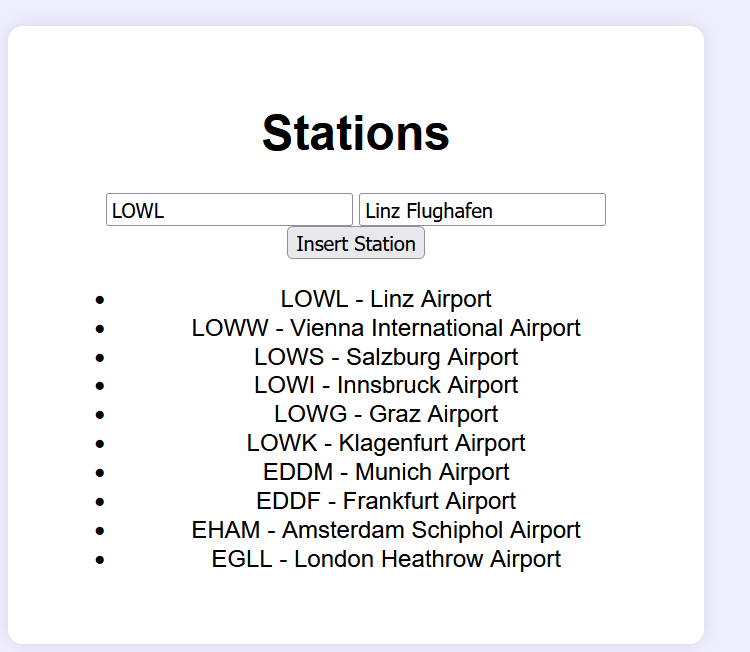 Stations
LOWL Linz Flughafen
Insert Station
LOWL - Linz Airport
LOWW - Vienna International Airport
LOWS - Salzburg Airport
LOWI - Innsbruck Airport
LOWG - Graz Airport
LOWK - Klagenfurt Airport
EDDM - Munich Airport
EDDF - Frankfurt Airport
EHAM - Amsterdam Schiphol Airport
EGLL - London Heathrow Airport